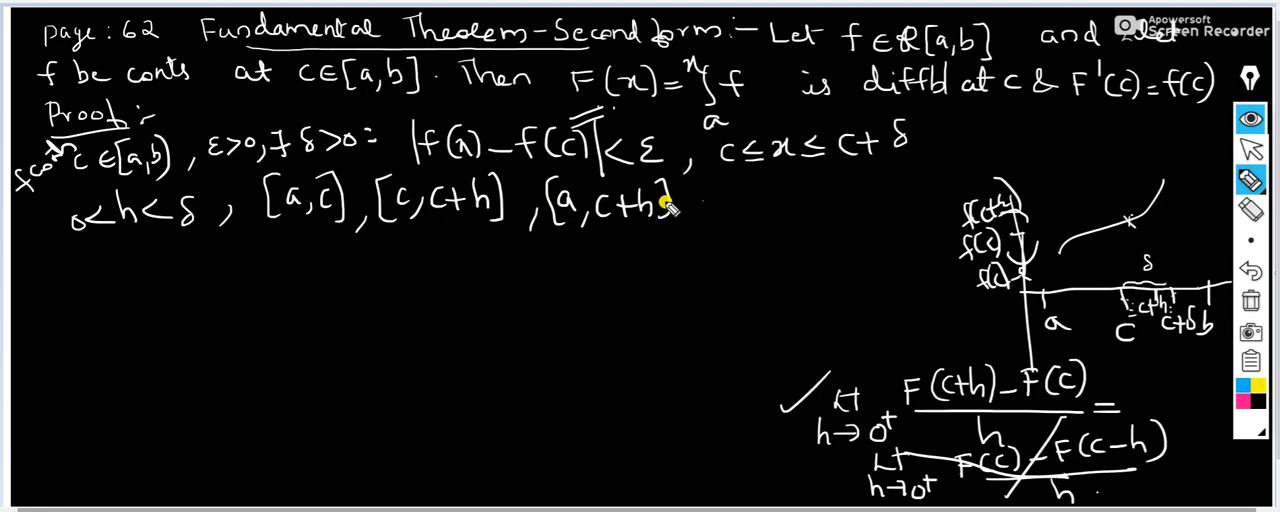 page : 62 Fundamental Theorem-Second form :- Let f ∈ R[a,b] and let
f be conts at c∈[a,b]. Then F(x) = ∫ₐˣ f is diffbl at c & F'(c)=f(c)
Proof :-
f cont c ∈[a,b), ε>0, ∃ δ>0: |f(x) - f(c)| < ε, c ≤ x ≤ c+δ
0<h<δ, [a,c], [c,c+h], [a,c+h]
f(c+h)
f(c)
f(c)
δ
a c c+h c+δ b
Lt h→0⁺ F(c+h) - F(c) / h =
Lt h→0⁺ F(c) - F(c-h) / h
Apowersoft
Screen Recorder